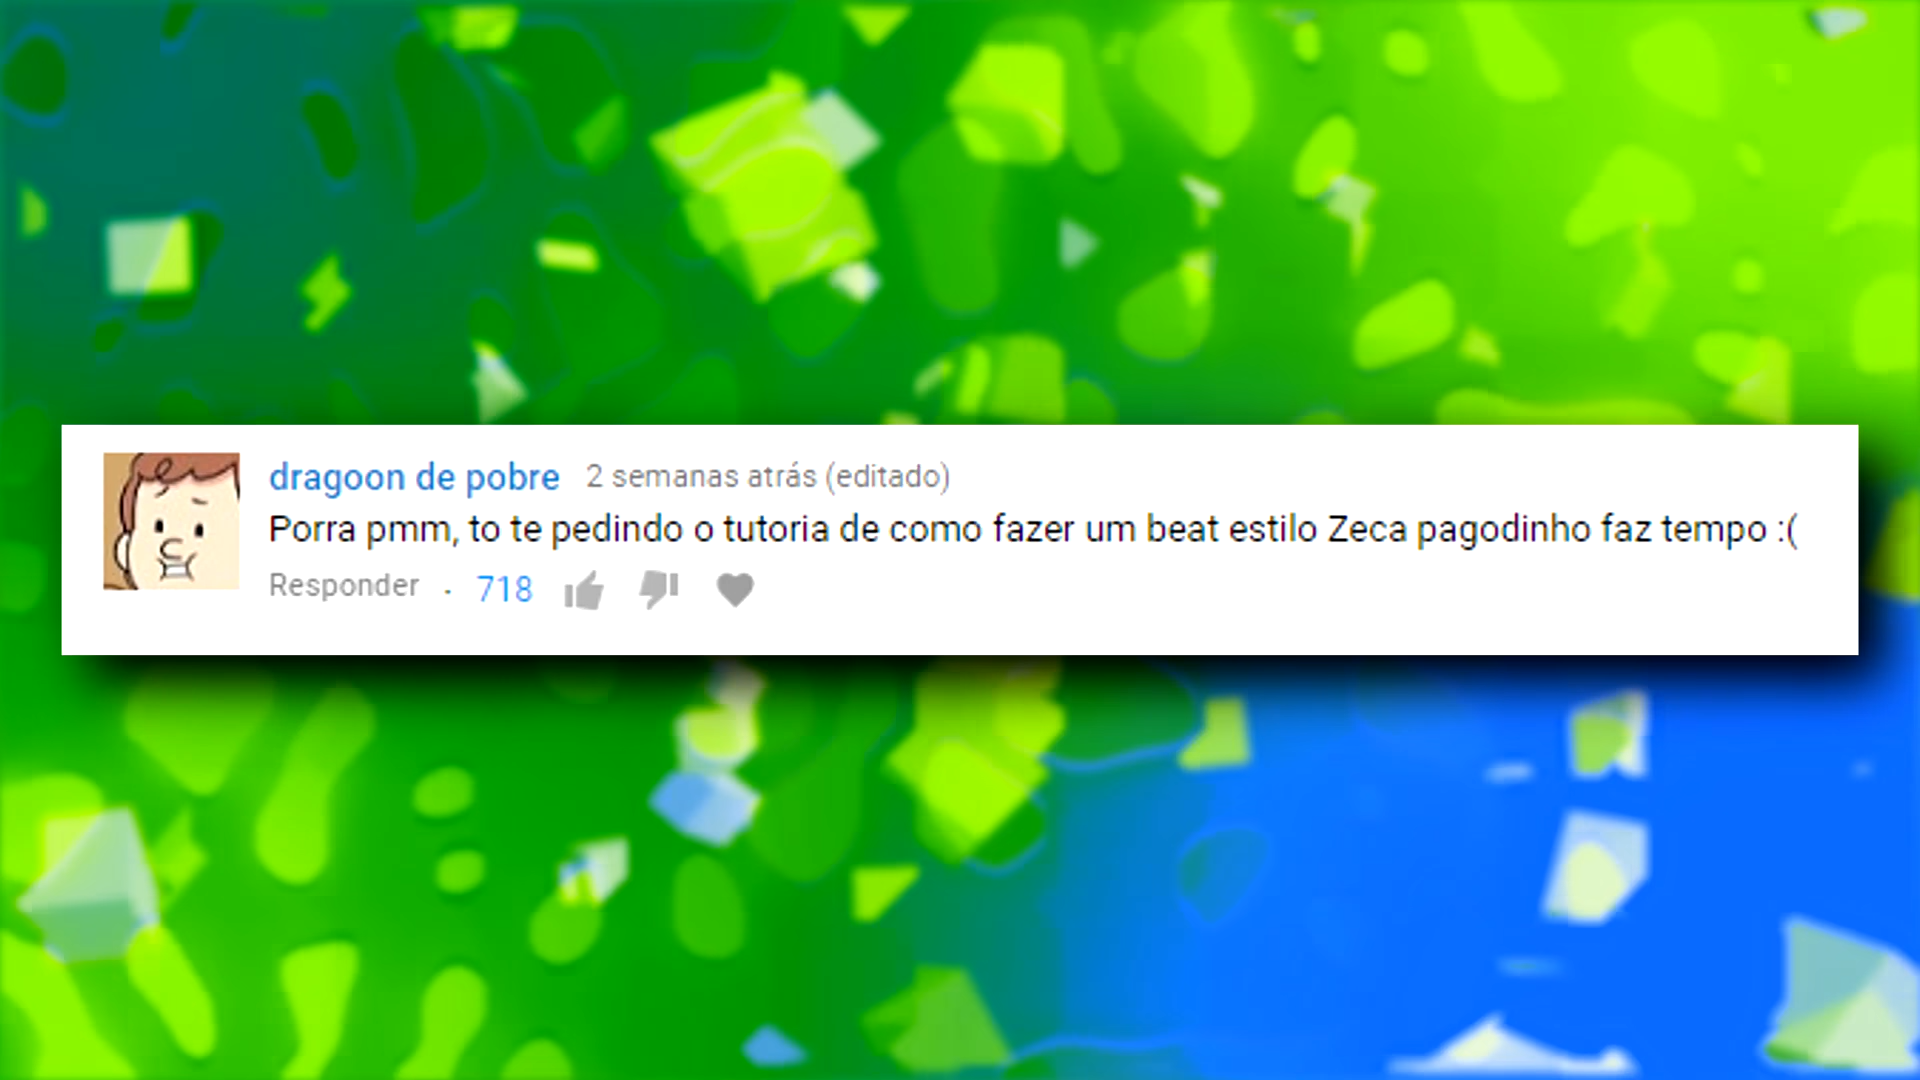 dragoon de pobre 2 semanas atrás (editado)
Porra pmm, to te pedindo o tutoria de como fazer um beat estilo Zeca pagodinho faz tempo :(
Responder · 718